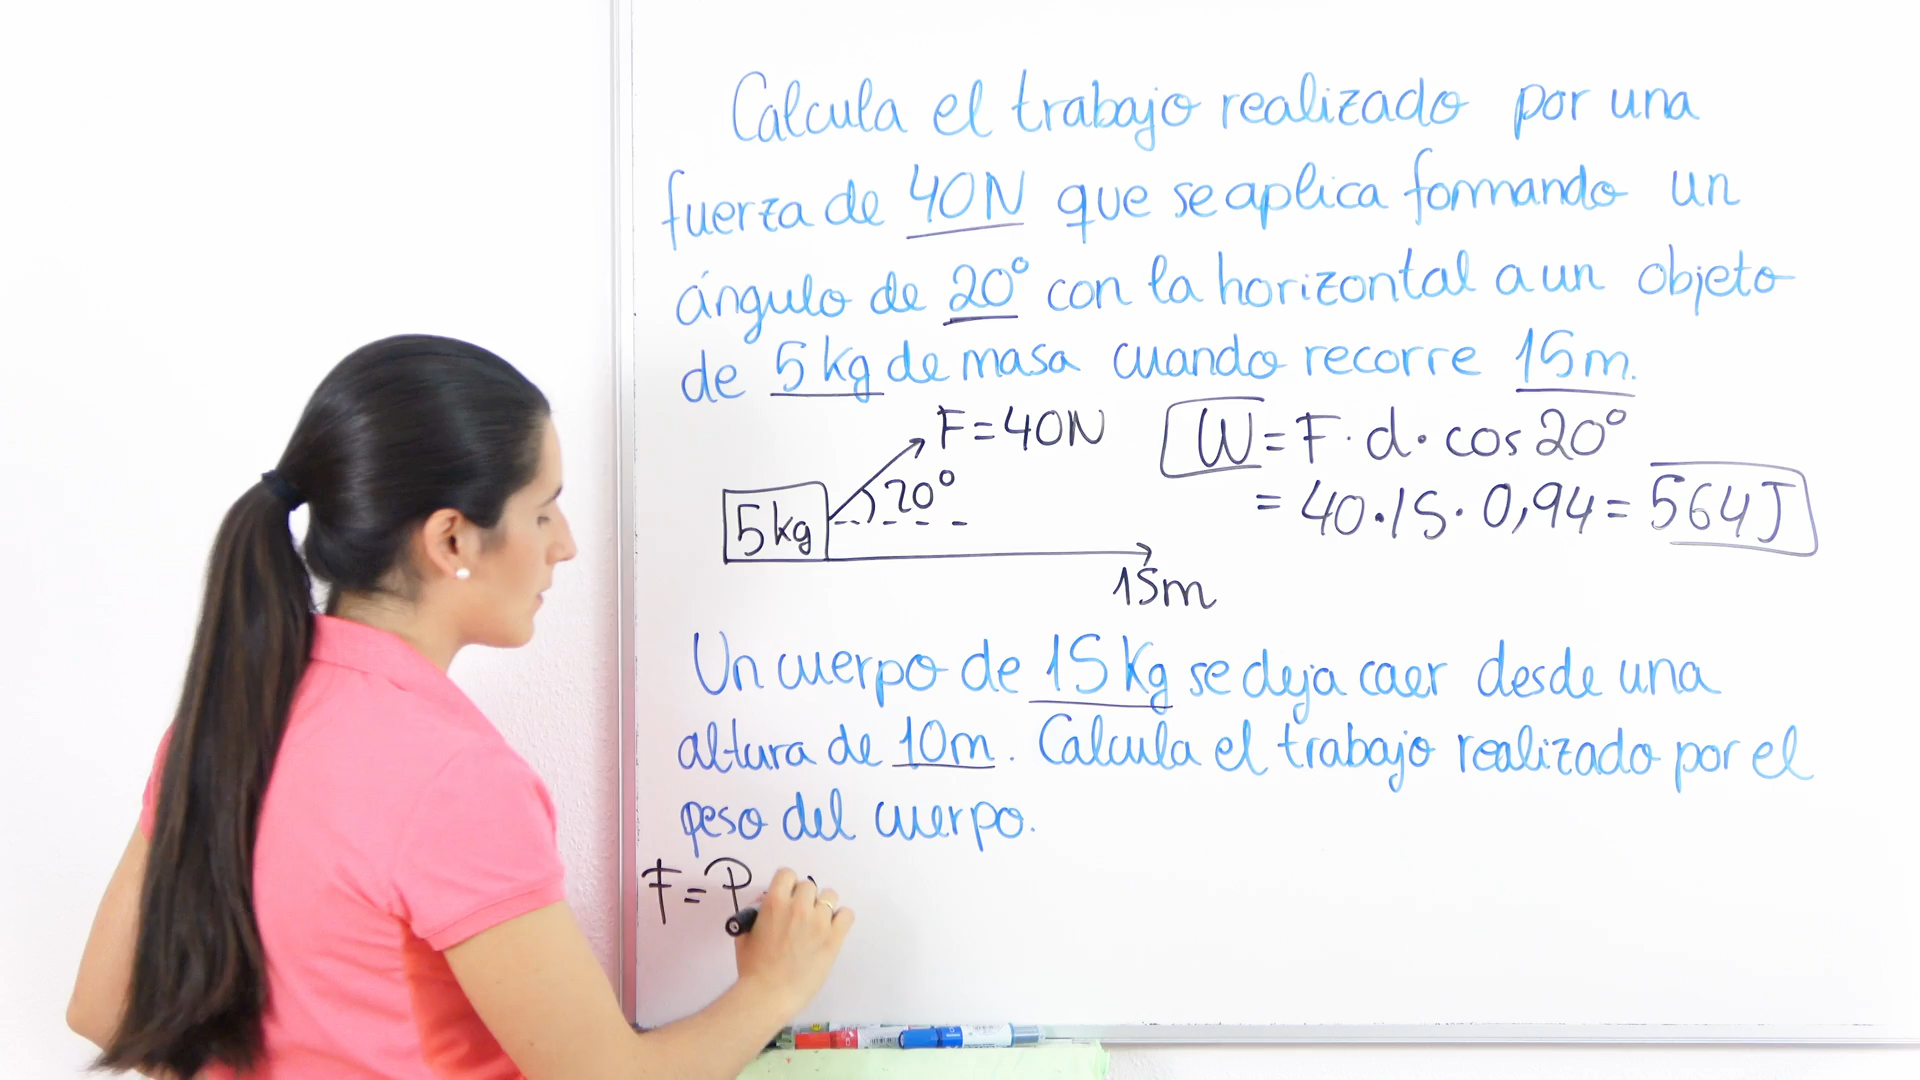 Calcula el trabajo realizado por una
fuerza de 40N que se aplica formando un
ángulo de 20° con la horizontal a un objeto
de 5 kg de masa cuando recorre 15m.
F=40N
20°
5kg
15m
W = F · d · cos 20°
= 40 · 15 · 0,94 = 564J
Un cuerpo de 15 Kg se deja caer desde una
altura de 10m. Calcula el trabajo realizado por el
peso del cuerpo.
F = P